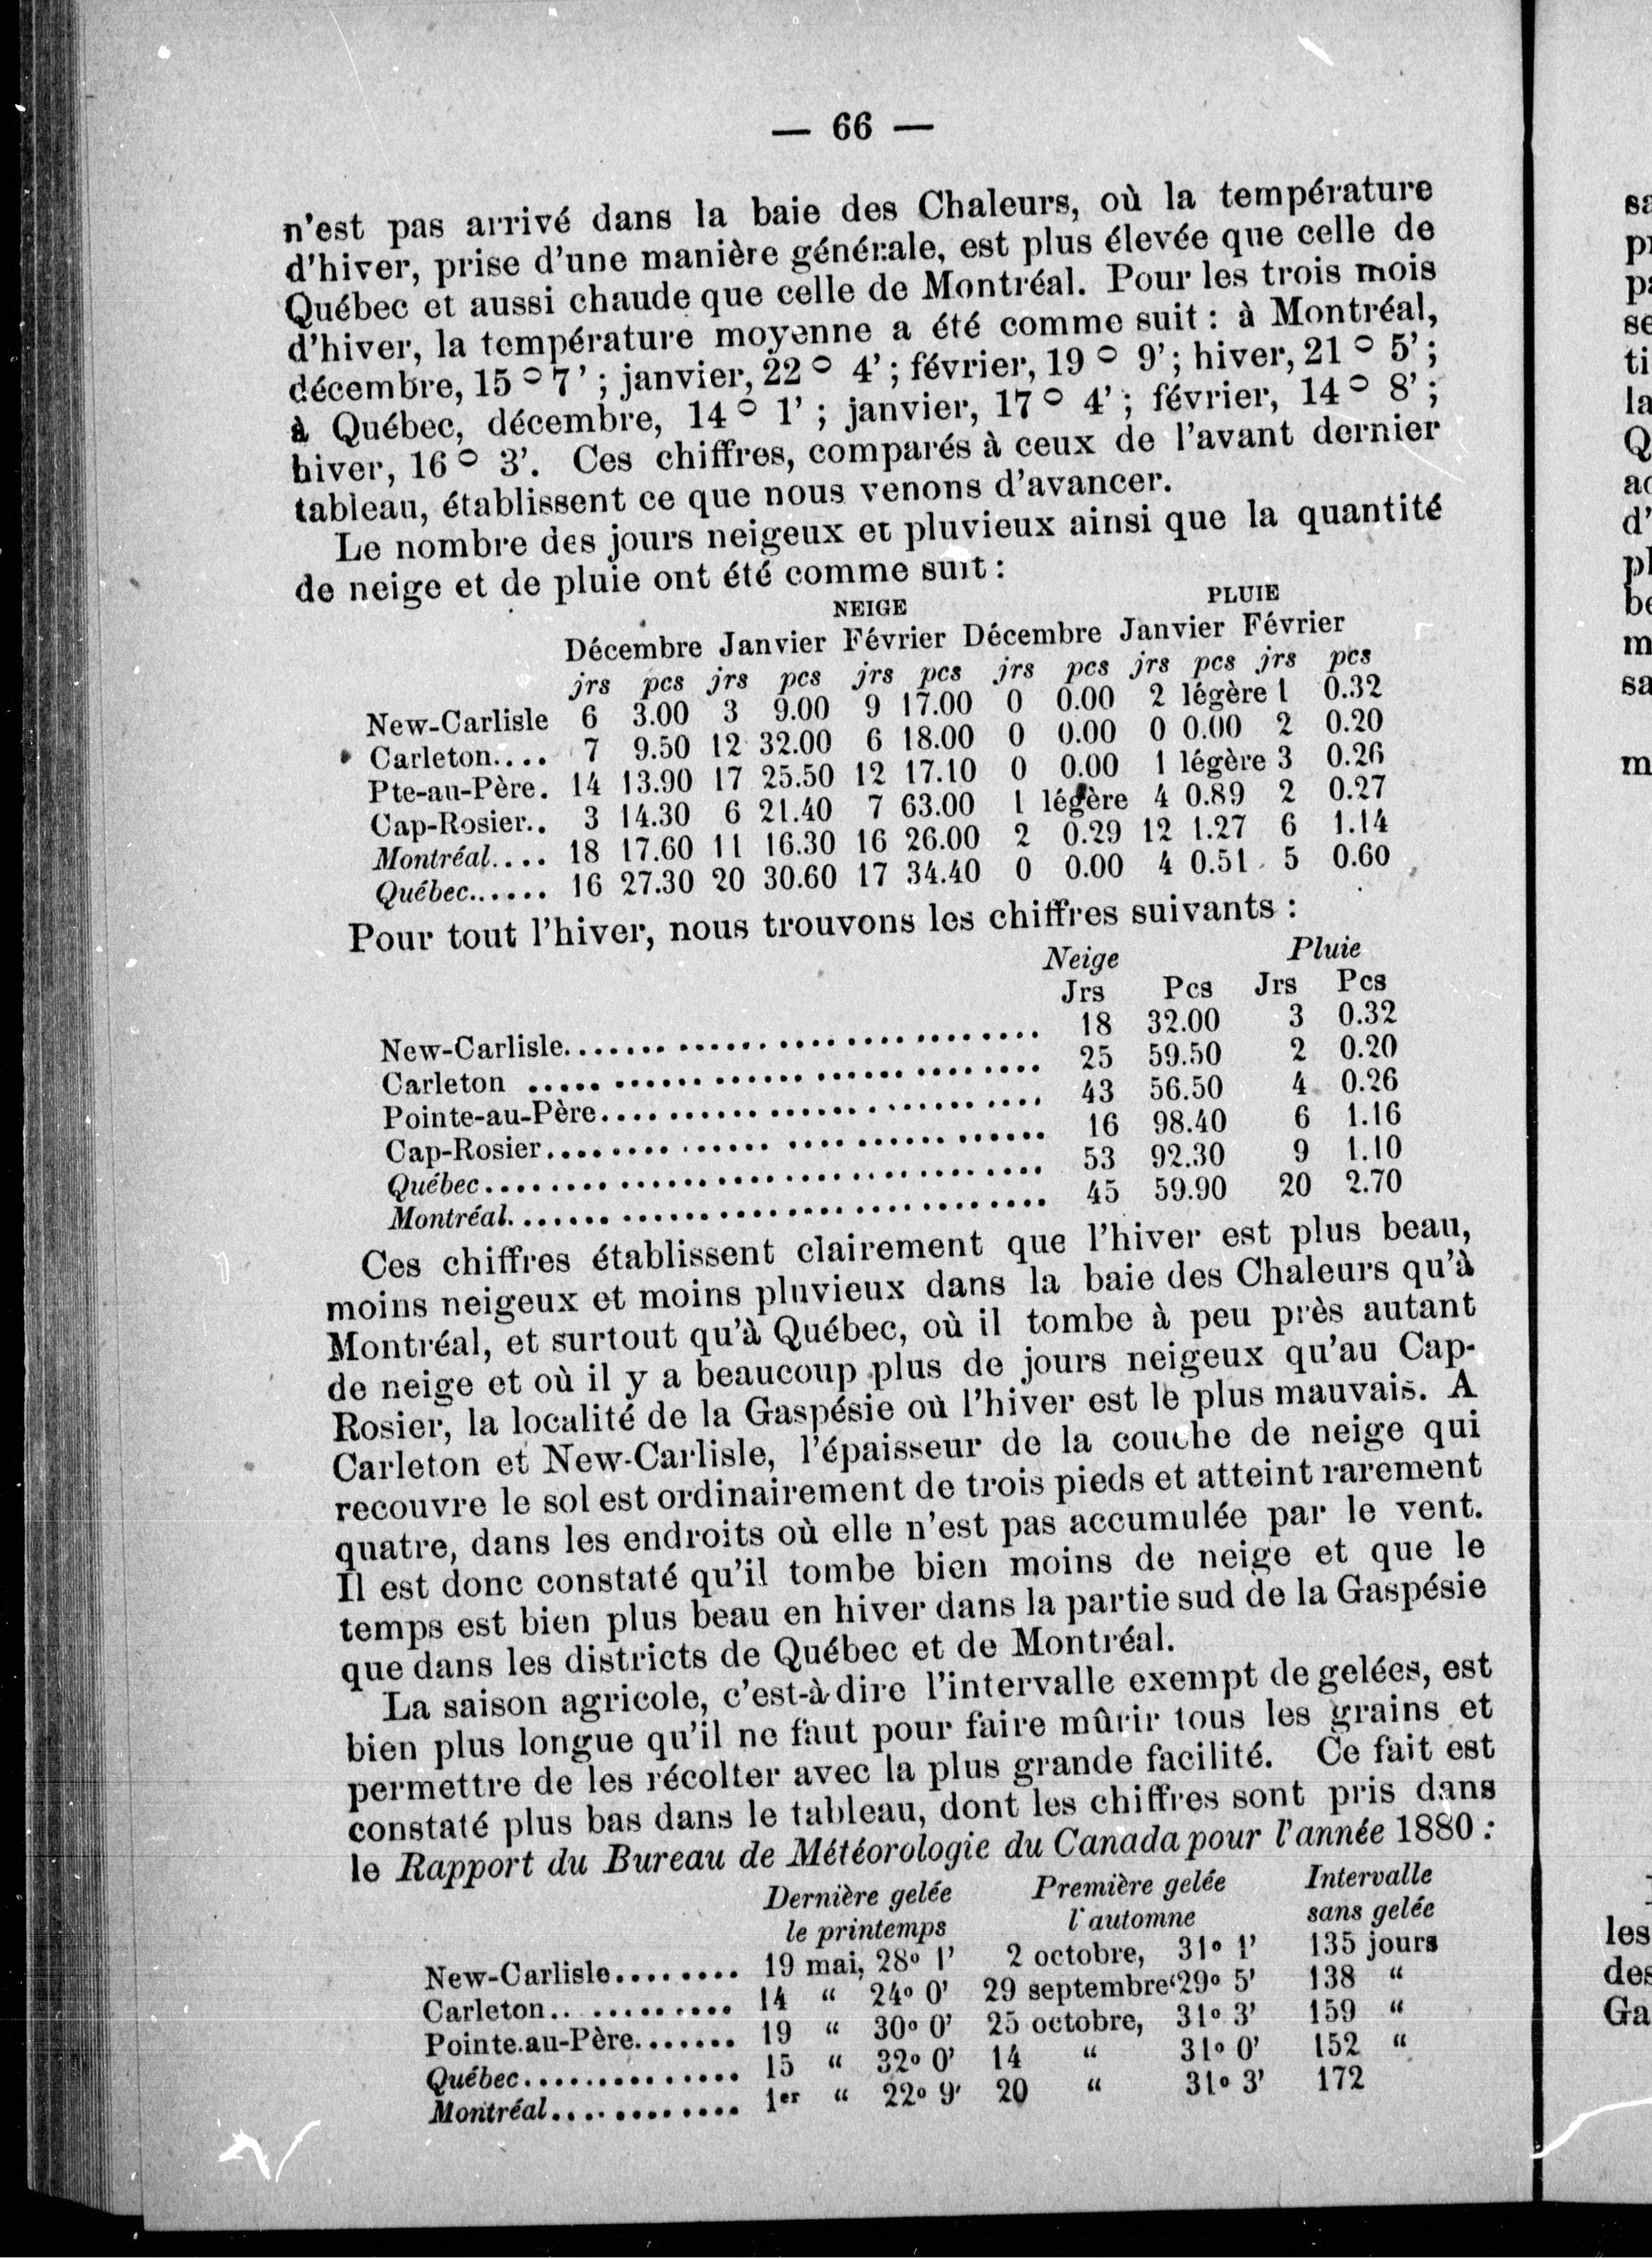 — 66 —
n'est pas arrivé dans la baie des Chaleurs, où la température
d'hiver, prise d'une manière générale, est plus élevée que celle de
Québec et aussi chaude que celle de Montréal. Pour les trois mois
d'hiver, la température moyenne a été comme suit : à Montréal,
décembre, 15 o 7' ; janvier, 22 o 4' ; février, 19 o 9' ; hiver, 21 o 5' ;
à Québec, décembre, 14 o 1' ; janvier, 17 o 4' ; février, 14 o 8' ;
hiver, 16 o 3'. Ces chiffres, comparés à ceux de l'avant dernier
tableau, établissent ce que nous venons d'avancer.
Le nombre des jours neigeux et pluvieux ainsi que la quantité
de neige et de pluie ont été comme suit :
NEIGE PLUIE
Décembre Janvier Février Décembre Janvier Février
jrs pcs jrs pcs jrs pcs jrs pcs jrs pcs jrs pcs
New-Carlisle 6 3.00 3 9.00 9 17.00 0 0.00 2 légère 1 0.32
Carleton.... 7 9.50 12 32.00 6 18.00 0 0.00 0 0.00 2 0.20
Pte-au-Père. 14 13.90 17 25.50 12 17.10 0 0.00 1 légère 3 0.26
Cap-Rosier.. 3 14.30 6 21.40 7 63.00 1 légère 4 0.89 2 0.27
Montréal.... 18 17.60 11 16.30 16 26.00 2 0.29 12 1.27 6 1.14
Québec...... 16 27.30 20 30.60 17 34.40 0 0.00 4 0.51 5 0.60
Pour tout l'hiver, nous trouvons les chiffres suivants :
Neige Pluie
Jrs Pcs Jrs Pcs
New-Carlisle........ 18 32.00 3 0.32
Carleton ........ 25 59.50 2 0.20
Pointe-au-Père........ 43 56.50 4 0.26
Cap-Rosier........ 16 98.40 6 1.16
Québec........ 53 92.30 9 1.10
Montréal........ 45 59.90 20 2.70
Ces chiffres établissent clairement que l'hiver est plus beau,
moins neigeux et moins pluvieux dans la baie des Chaleurs qu'à
Montréal, et surtout qu'à Québec, où il tombe à peu près autant
de neige et où il y a beaucoup plus de jours neigeux qu'au Cap-
Rosier, la localité de la Gaspésie où l'hiver est le plus mauvais. A
Carleton et New-Carlisle, l'épaisseur de la couche de neige qui
recouvre le sol est ordinairement de trois pieds et atteint rarement
quatre, dans les endroits où elle n'est pas accumulée par le vent.
Il est donc constaté qu'il tombe bien moins de neige et que le
temps est bien plus beau en hiver dans la partie sud de la Gaspésie
que dans les districts de Québec et de Montréal.
La saison agricole, c'est-à-dire l'intervalle exempt de gelées, est
bien plus longue qu'il ne faut pour faire mûrir tous les grains et
permettre de les récolter avec la plus grande facilité. Ce fait est
constaté plus bas dans le tableau, dont les chiffres sont pris dans
le Rapport du Bureau de Météorologie du Canada pour l'année 1880 :
Dernière gelée Première gelée Intervalle
le printemps l'automne sans gelée
New-Carlisle........ 19 mai, 28o 1' 2 octobre, 31o 1' 135 jours
Carleton........ 14 " 24o 0' 29 septembre 29o 5' 138 "
Pointe.au-Père....... 19 " 30o 0' 25 octobre, 31o 3' 159 "
Québec............... 15 " 32o 0' 14 " 31o 0' 152 "
Montréal............. 1er " 22o 9' 20 " 31o 3' 172